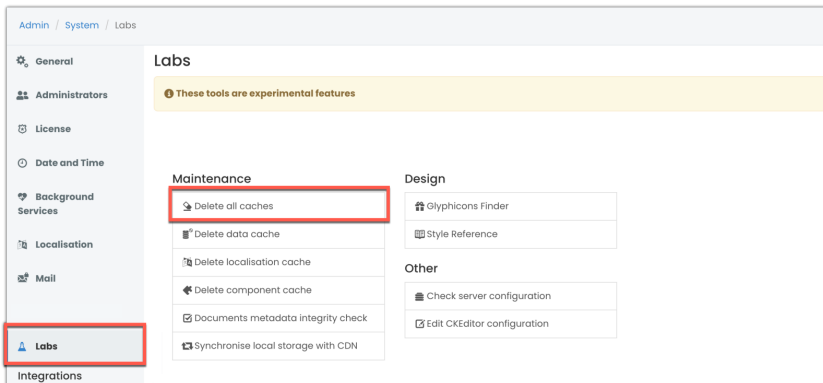 Admin / System / Labs
General
Administrators
License
Date and Time
Background
Services
Localisation
Mail
Labs
Integrations
Labs
These tools are experimental features
Maintenance
Delete all caches
Delete data cache
Delete localisation cache
Delete component cache
Documents metadata integrity check
Synchronise local storage with CDN
Design
Glyphicons Finder
Style Reference
Other
Check server configuration
Edit CKEditor configuration